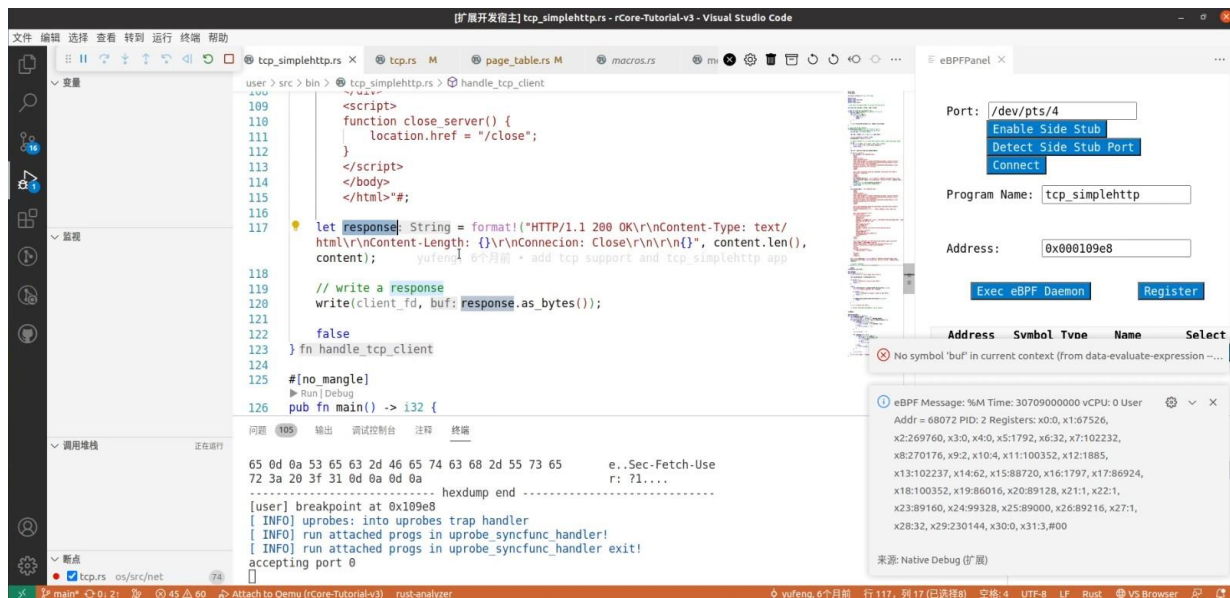 [扩展开发宿主] tcp_simplehttp.rs - rCore-Tutorial-v3 - Visual Studio Code
文件 编辑 选择 查看 转到 运行 终端 帮助
tcp_simplehttp.rs
tcp.rs M
page_table.rs M
macros.rs
eBPFPanel
变量
user > src > bin > tcp_simplehttp.rs > handle_tcp_client
109 <script>
110 function close_server() {
111 location.href = "/close";
112 }
113 </script>
114 </body>
115 </html>"#;
116
117 let response: String = format!("HTTP/1.1 200 OK\r\nContent-Type: text/
html\r\nContent-Length: {}\r\nConnecion: Close\r\n\r\n{}", content.len(),
content); yufeng, 6个月前 • add tcp support and tcp_simplehttp app
118
119 // write a response
120 write(client_fd, buf: response.as_bytes());
121
122 false
123 } fn handle_tcp_client
124
125 #[no_mangle]
Run | Debug
126 pub fn main() -> i32 {
监视
调用堆栈 正在运行
断点
tcp.rs os/src/net 74
16
1
Port: /dev/pts/4
Enable Side Stub
Detect Side Stub Port
Connect
Program Name: tcp_simplehttp
Address: 0x000109e8
Exec eBPF Daemon Register
Address Symbol Type Name Select
No symbol 'buf' in current context (from data-evaluate-expression --...
eBPF Message: %M Time: 30709000000 vCPU: 0 User
Addr = 68072 PID: 2 Registers: x0:0, x1:67526,
x2:269760, x3:0, x4:0, x5:1792, x6:32, x7:102232,
x8:270176, x9:2, x10:4, x11:100352, x12:1885,
x13:102237, x14:62, x15:88720, x16:1797, x17:86924,
x18:100352, x19:86016, x20:89128, x21:1, x22:1,
x23:89160, x24:99328, x25:89000, x26:89216, x27:1,
x28:32, x29:230144, x30:0, x31:3,#00
来源: Native Debug (扩展)
问题 105 输出 调试控制台 注释 终端
65 0d 0a 53 65 63 2d 46 65 74 63 68 2d 55 73 65 e..Sec-Fetch-Use
72 3a 20 3f 31 0d 0a 0d 0a r: ?1....
---------------------------- hexdump end ----------------------------
[user] breakpoint at 0x109e8
[ INFO] uprobes: into uprobes trap handler
[ INFO] run attached progs in uprobe_syncfunc_handler!
[ INFO] run attached progs in uprobe_syncfunc_handler exit!
accepting port 0
main* 0↓ 2↑ 45 60 Attach to Qemu (rCore-Tutorial-v3) rust-analyzer yufeng, 6个月前 行 117，列 17 (已选择8) 空格: 4 UTF-8 LF Rust VS Browser